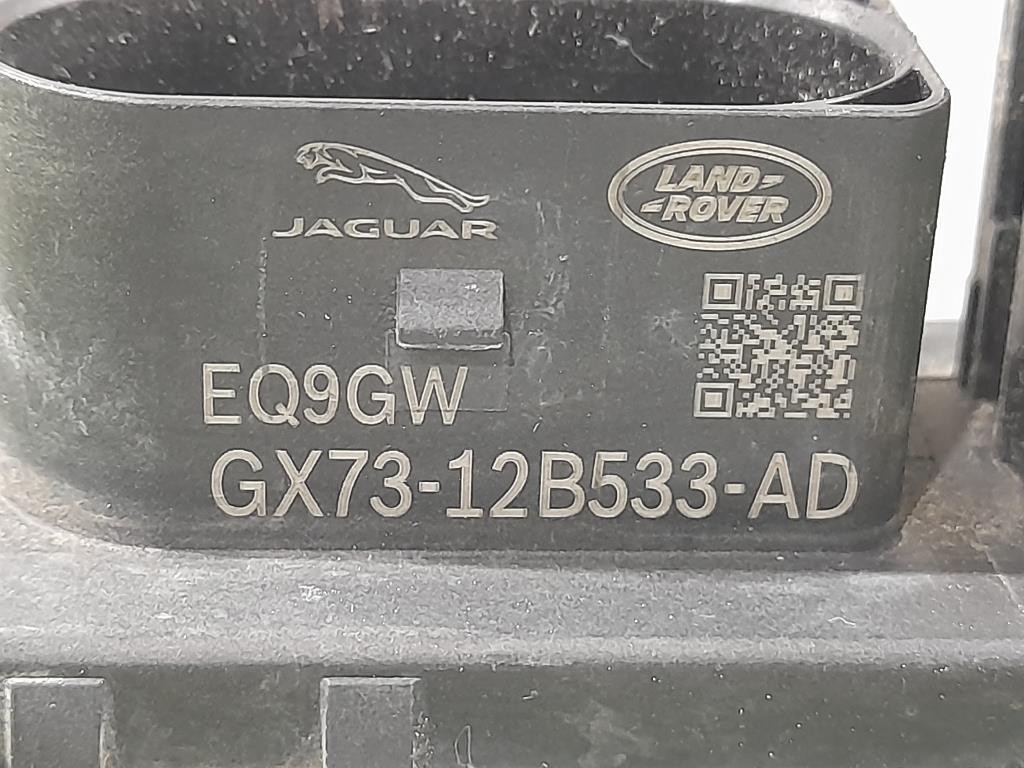 JAGUAR
LAND
ROVER
EQ9GW
GX73-12B533-AD